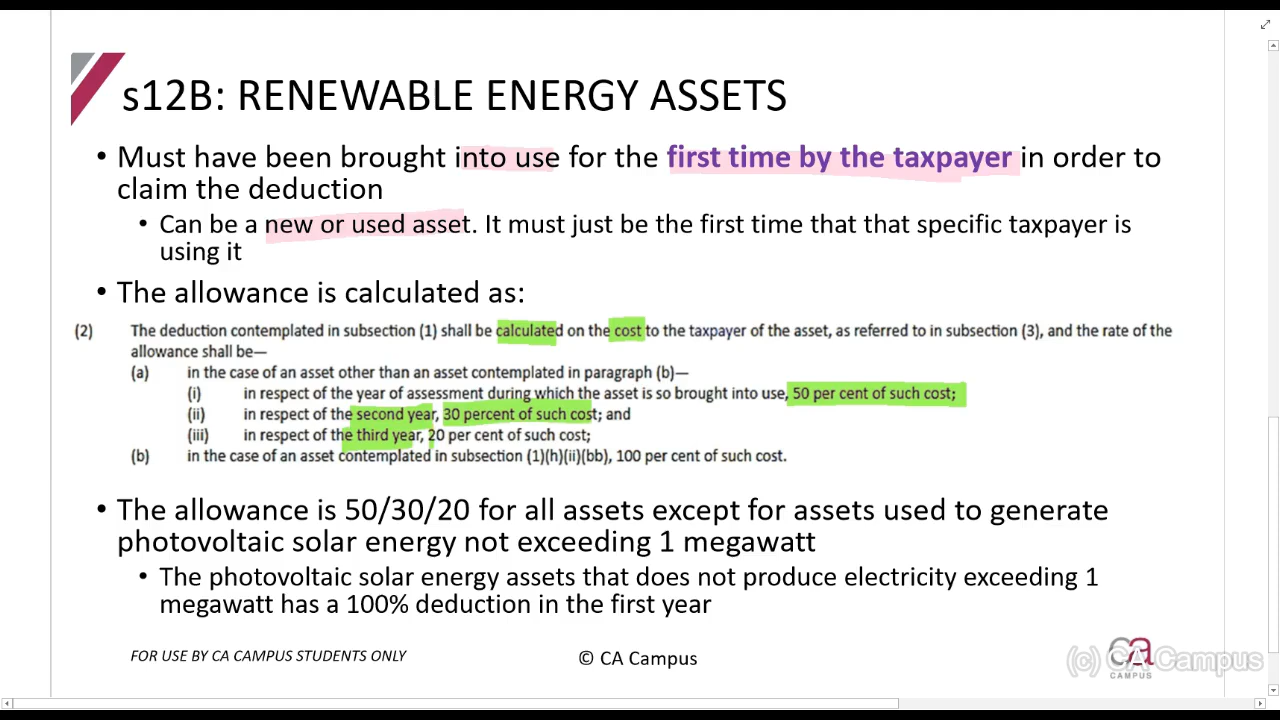 s12B: RENEWABLE ENERGY ASSETS
• Must have been brought into use for the first time by the taxpayer in order to
claim the deduction
• Can be a new or used asset. It must just be the first time that that specific taxpayer is
using it
• The allowance is calculated as:
(2) The deduction contemplated in subsection (1) shall be calculated on the cost to the taxpayer of the asset, as referred to in subsection (3), and the rate of the
allowance shall be—
(a) in the case of an asset other than an asset contemplated in paragraph (b)—
(i) in respect of the year of assessment during which the asset is so brought into use, 50 per cent of such cost;
(ii) in respect of the second year, 30 percent of such cost; and
(iii) in respect of the third year, 20 per cent of such cost;
(b) in the case of an asset contemplated in subsection (1)(h)(ii)(bb), 100 per cent of such cost.
• The allowance is 50/30/20 for all assets except for assets used to generate
photovoltaic solar energy not exceeding 1 megawatt
• The photovoltaic solar energy assets that does not produce electricity exceeding 1
megawatt has a 100% deduction in the first year
FOR USE BY CA CAMPUS STUDENTS ONLY
© CA Campus
ca
CAMPUS
(c) CA Campus